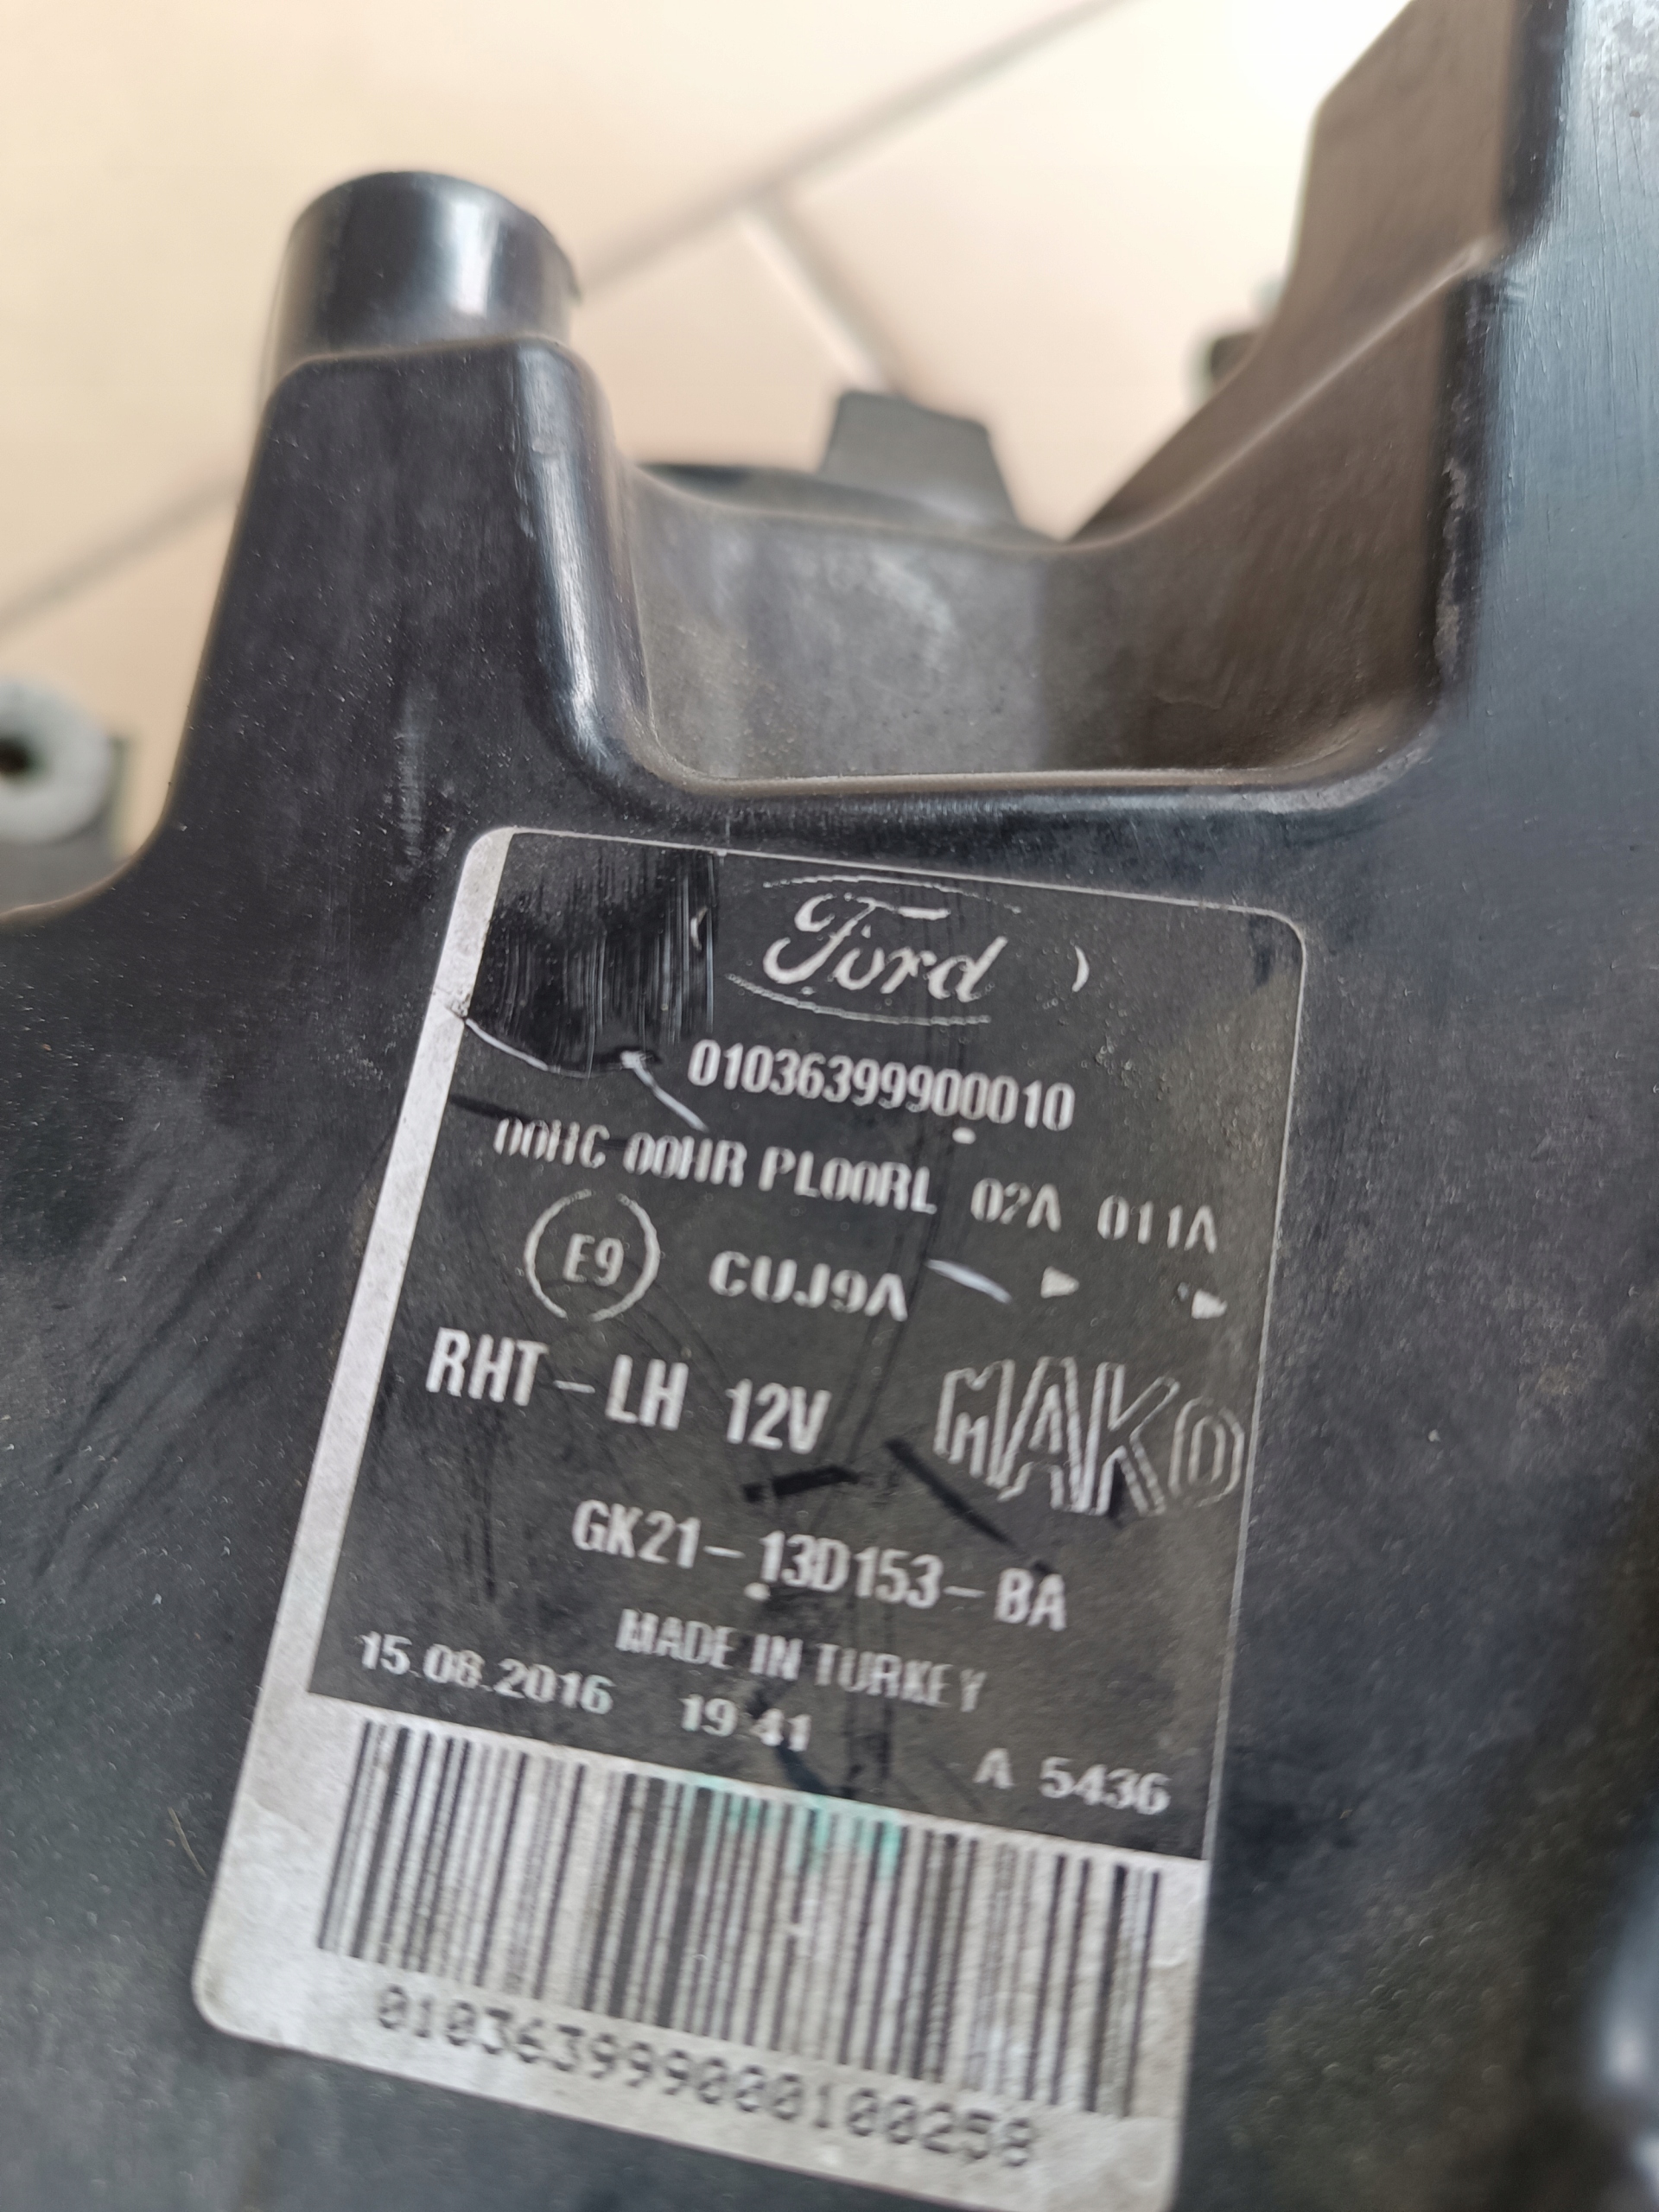 Ford
01036399900010
00HC 00HR PL00RL 02A 011A
E9 CUJ9A
RHT-LH 12V MAKO
GK21-13D153-BA
MADE IN TURKEY
15.08.2016 19:41 A 5436
010363999000100258